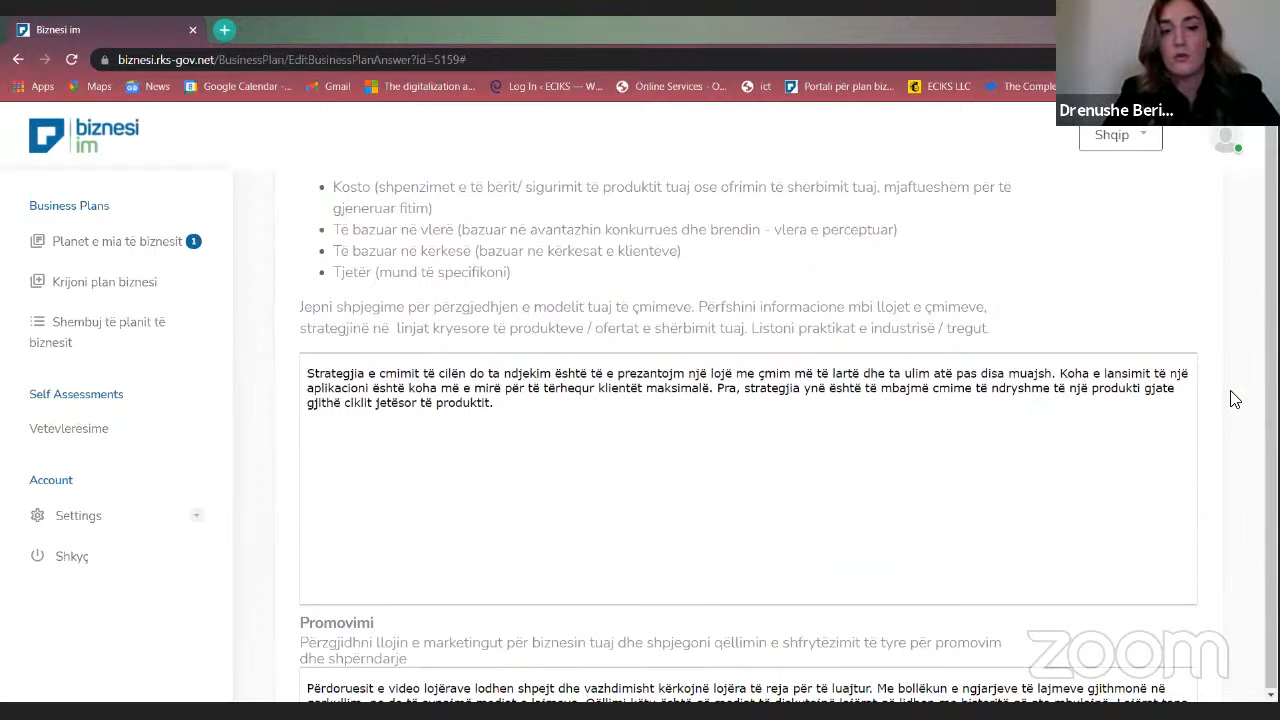 Biznesi im
biznesi.rks-gov.net/BusinessPlan/EditBusinessPlanAnswer?id=5159#
Apps Maps News Google Calendar -... Gmail The digitalization a... Log In ‹ ECIKS — W... Online Services - O... ict Portali për plan biz... ECIKS LLC The Comple
Drenushe Beri...
biznesi
im
Shqip
Business Plans
Planet e mia të biznesit 1
Krijoni plan biznesi
Shembuj të planit të
biznesit
Self Assessments
Vetevlerësime
Account
Settings
Shkyç
Kosto (shpenzimet e të bërit/ sigurimit të produktit tuaj ose ofrimin të shërbimit tuaj, mjaftueshëm për të
gjeneruar fitim)
Të bazuar në vlerë (bazuar në avantazhin konkurrues dhe brendin - vlera e perceptuar)
Të bazuar në kërkesë (bazuar ne kërkesat e klienteve)
Tjetër (mund të specifikoni)
Jepni shpjegime për përzgjedhjen e modelit tuaj të çmimeve. Përfshini informacione mbi llojet e çmimeve,
strategjinë në linjat kryesore të produkteve / ofertat e shërbimit tuaj. Listoni praktikat e industrisë / tregut.
Strategjia e cmimit të cilën do ta ndjekim është të e prezantojm një lojë me çmim më të lartë dhe ta ulim atë pas disa muajsh. Koha e lansimit të një
aplikacioni është koha më e mirë për të tërhequr klientët maksimalë. Pra, strategjia ynë është të mbajmë cmime të ndryshme të një produkti gjate
gjithë ciklit jetësor të produktit.
Promovimi
Përzgjidhni llojin e marketingut për biznesin tuaj dhe shpjegoni qëllimin e shfrytëzimit të tyre për promovim
dhe shpërndarje
Përdoruesit e video lojërave lodhen shpejt dhe vazhdimisht kërkojnë lojëra të reja për të luajtur. Me bollëkun e ngjarjeve të lajmeve gjithmonë në
zoom